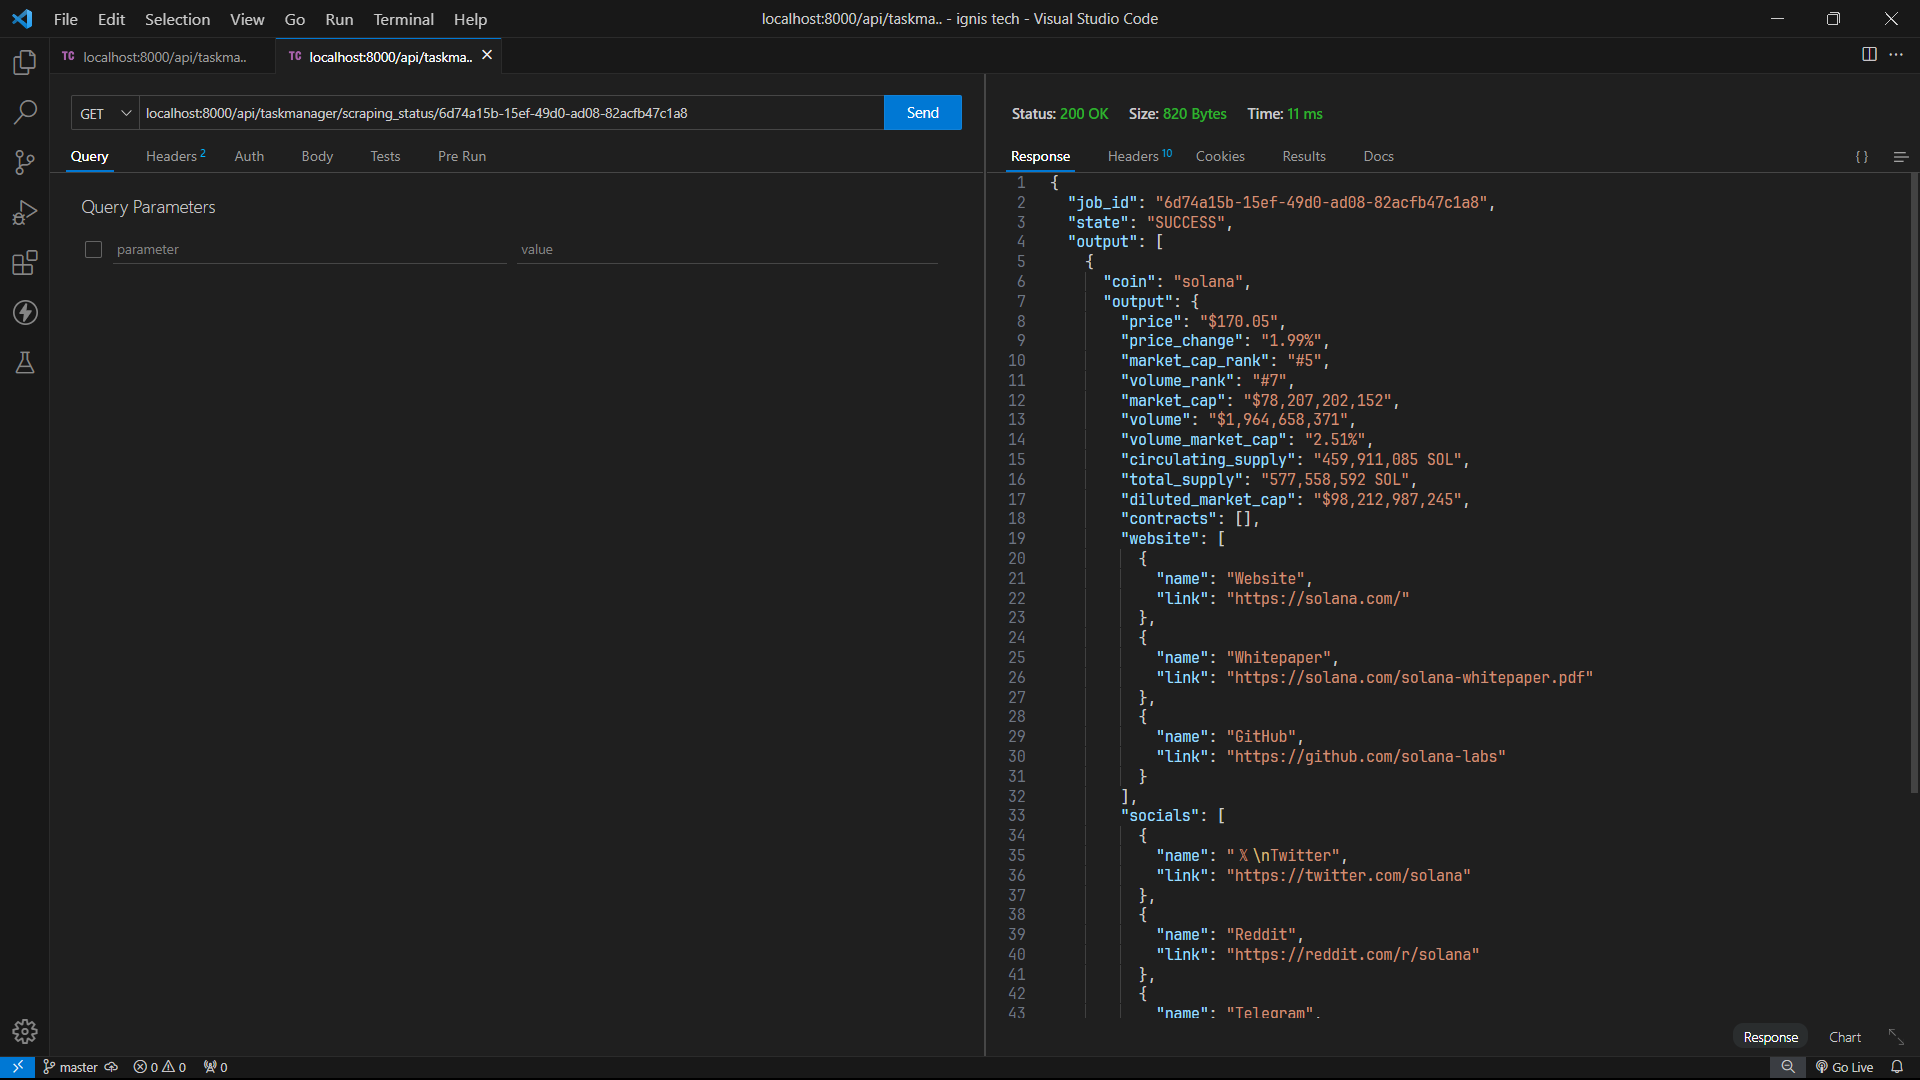 File Edit Selection View Go Run Terminal Help
localhost:8000/api/taskma.. - ignis tech - Visual Studio Code
TC localhost:8000/api/taskma..
TC localhost:8000/api/taskma..
GET localhost:8000/api/taskmanager/scraping_status/6d74a15b-15ef-49d0-ad08-82acfb47c1a8 Send
Query Headers 2 Auth Body Tests Pre Run
Query Parameters
parameter value
Status: 200 OK Size: 820 Bytes Time: 11 ms
Response Headers 10 Cookies Results Docs { }
1 {
2 "job_id": "6d74a15b-15ef-49d0-ad08-82acfb47c1a8",
3 "state": "SUCCESS",
4 "output": [
5 {
6 "coin": "solana",
7 "output": {
8 "price": "$170.05",
9 "price_change": "1.99%",
10 "market_cap_rank": "#5",
11 "volume_rank": "#7",
12 "market_cap": "$78,207,202,152",
13 "volume": "$1,964,658,371",
14 "volume_market_cap": "2.51%",
15 "circulating_supply": "459,911,085 SOL",
16 "total_supply": "577,558,592 SOL",
17 "diluted_market_cap": "$98,212,987,245",
18 "contracts": [],
19 "website": [
20 {
21 "name": "Website",
22 "link": "https://solana.com/"
23 },
24 {
25 "name": "Whitepaper",
26 "link": "https://solana.com/solana-whitepaper.pdf"
27 },
28 {
29 "name": "GitHub",
30 "link": "https://github.com/solana-labs"
31 }
32 ],
33 "socials": [
34 {
35 "name": "𝕏\nTwitter",
36 "link": "https://twitter.com/solana"
37 },
38 {
39 "name": "Reddit",
40 "link": "https://reddit.com/r/solana"
41 },
42 {
43 "name": "Telegram",
Response Chart
master 0 0 0 Go Live